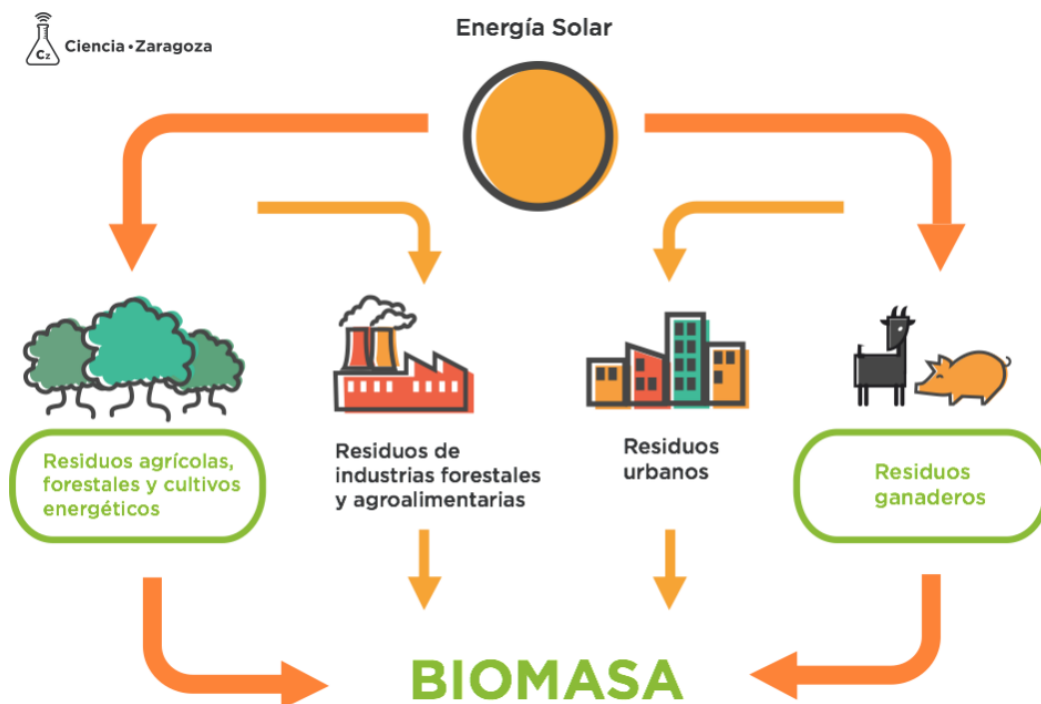 Cz
Ciencia•Zaragoza
Energía Solar
Residuos agrícolas,
forestales y cultivos
energéticos
Residuos de
industrias forestales
y agroalimentarias
Residuos
urbanos
Residuos
ganaderos
BIOMASA